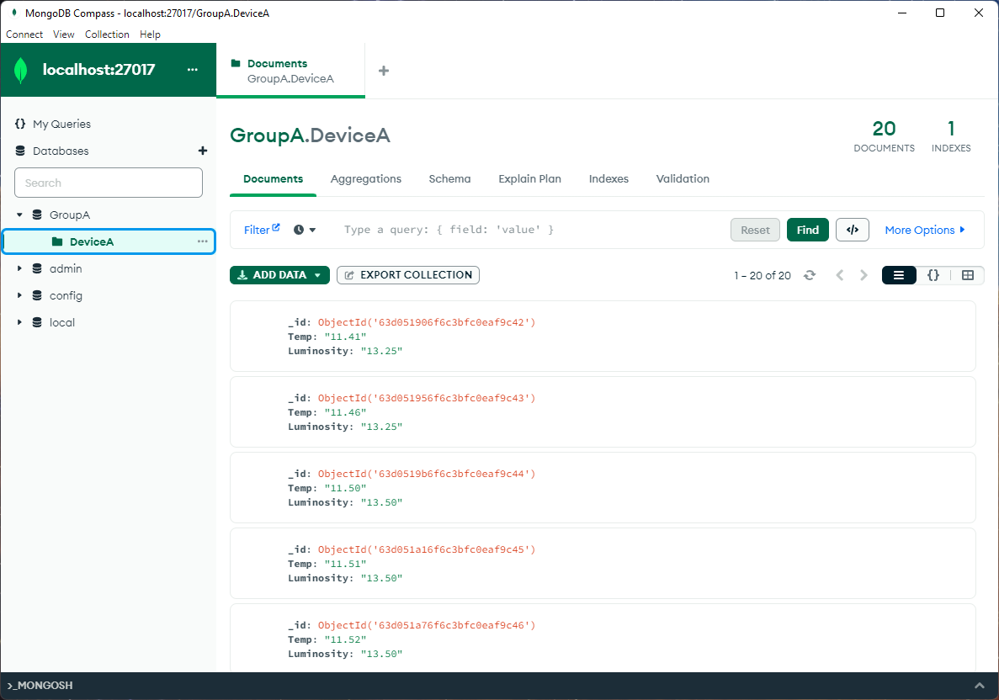 MongoDB Compass - localhost:27017/GroupA.DeviceA
Connect View Collection Help
localhost:27017 ...
Documents
GroupA.DeviceA
+
{} My Queries
Databases +
Search
GroupA
DeviceA ...
admin
config
local
GroupA.DeviceA
20
DOCUMENTS
1
INDEXES
Documents Aggregations Schema Explain Plan Indexes Validation
Filter Type a query: { field: 'value' } Reset Find </> More Options
ADD DATA EXPORT COLLECTION 1 – 20 of 20 {}
_id: ObjectId('63d051906f6c3bfc0eaf9c42')
Temp: "11.41"
Luminosity: "13.25"
_id: ObjectId('63d051956f6c3bfc0eaf9c43')
Temp: "11.46"
Luminosity: "13.25"
_id: ObjectId('63d0519b6f6c3bfc0eaf9c44')
Temp: "11.50"
Luminosity: "13.50"
_id: ObjectId('63d051a16f6c3bfc0eaf9c45')
Temp: "11.51"
Luminosity: "13.50"
_id: ObjectId('63d051a76f6c3bfc0eaf9c46')
Temp: "11.52"
Luminosity: "13.50"
>_MONGOSH